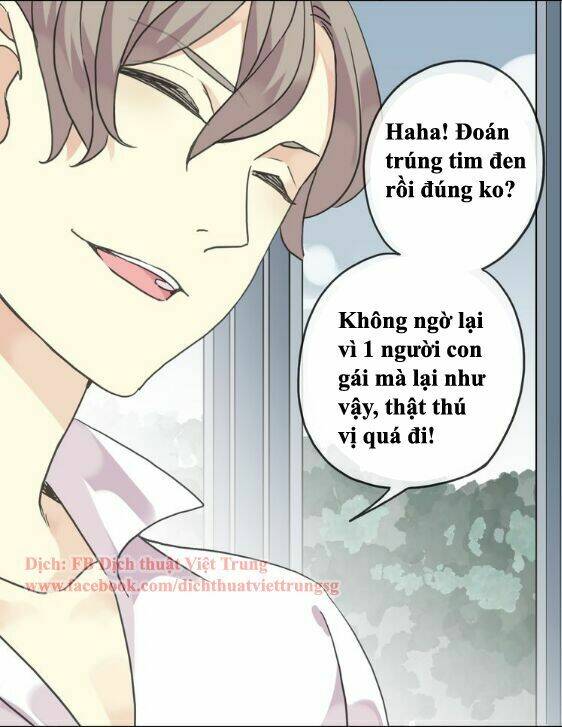 Haha! Đoán
trúng tim đen
rồi đúng ko?
Không ngờ lại
vì 1 người con
gái mà lại như
vậy, thật thú
vị quá đi!
Dịch: FB Dịch thuật Việt Trung
www.facebook.com/dichthuatviettrungsg